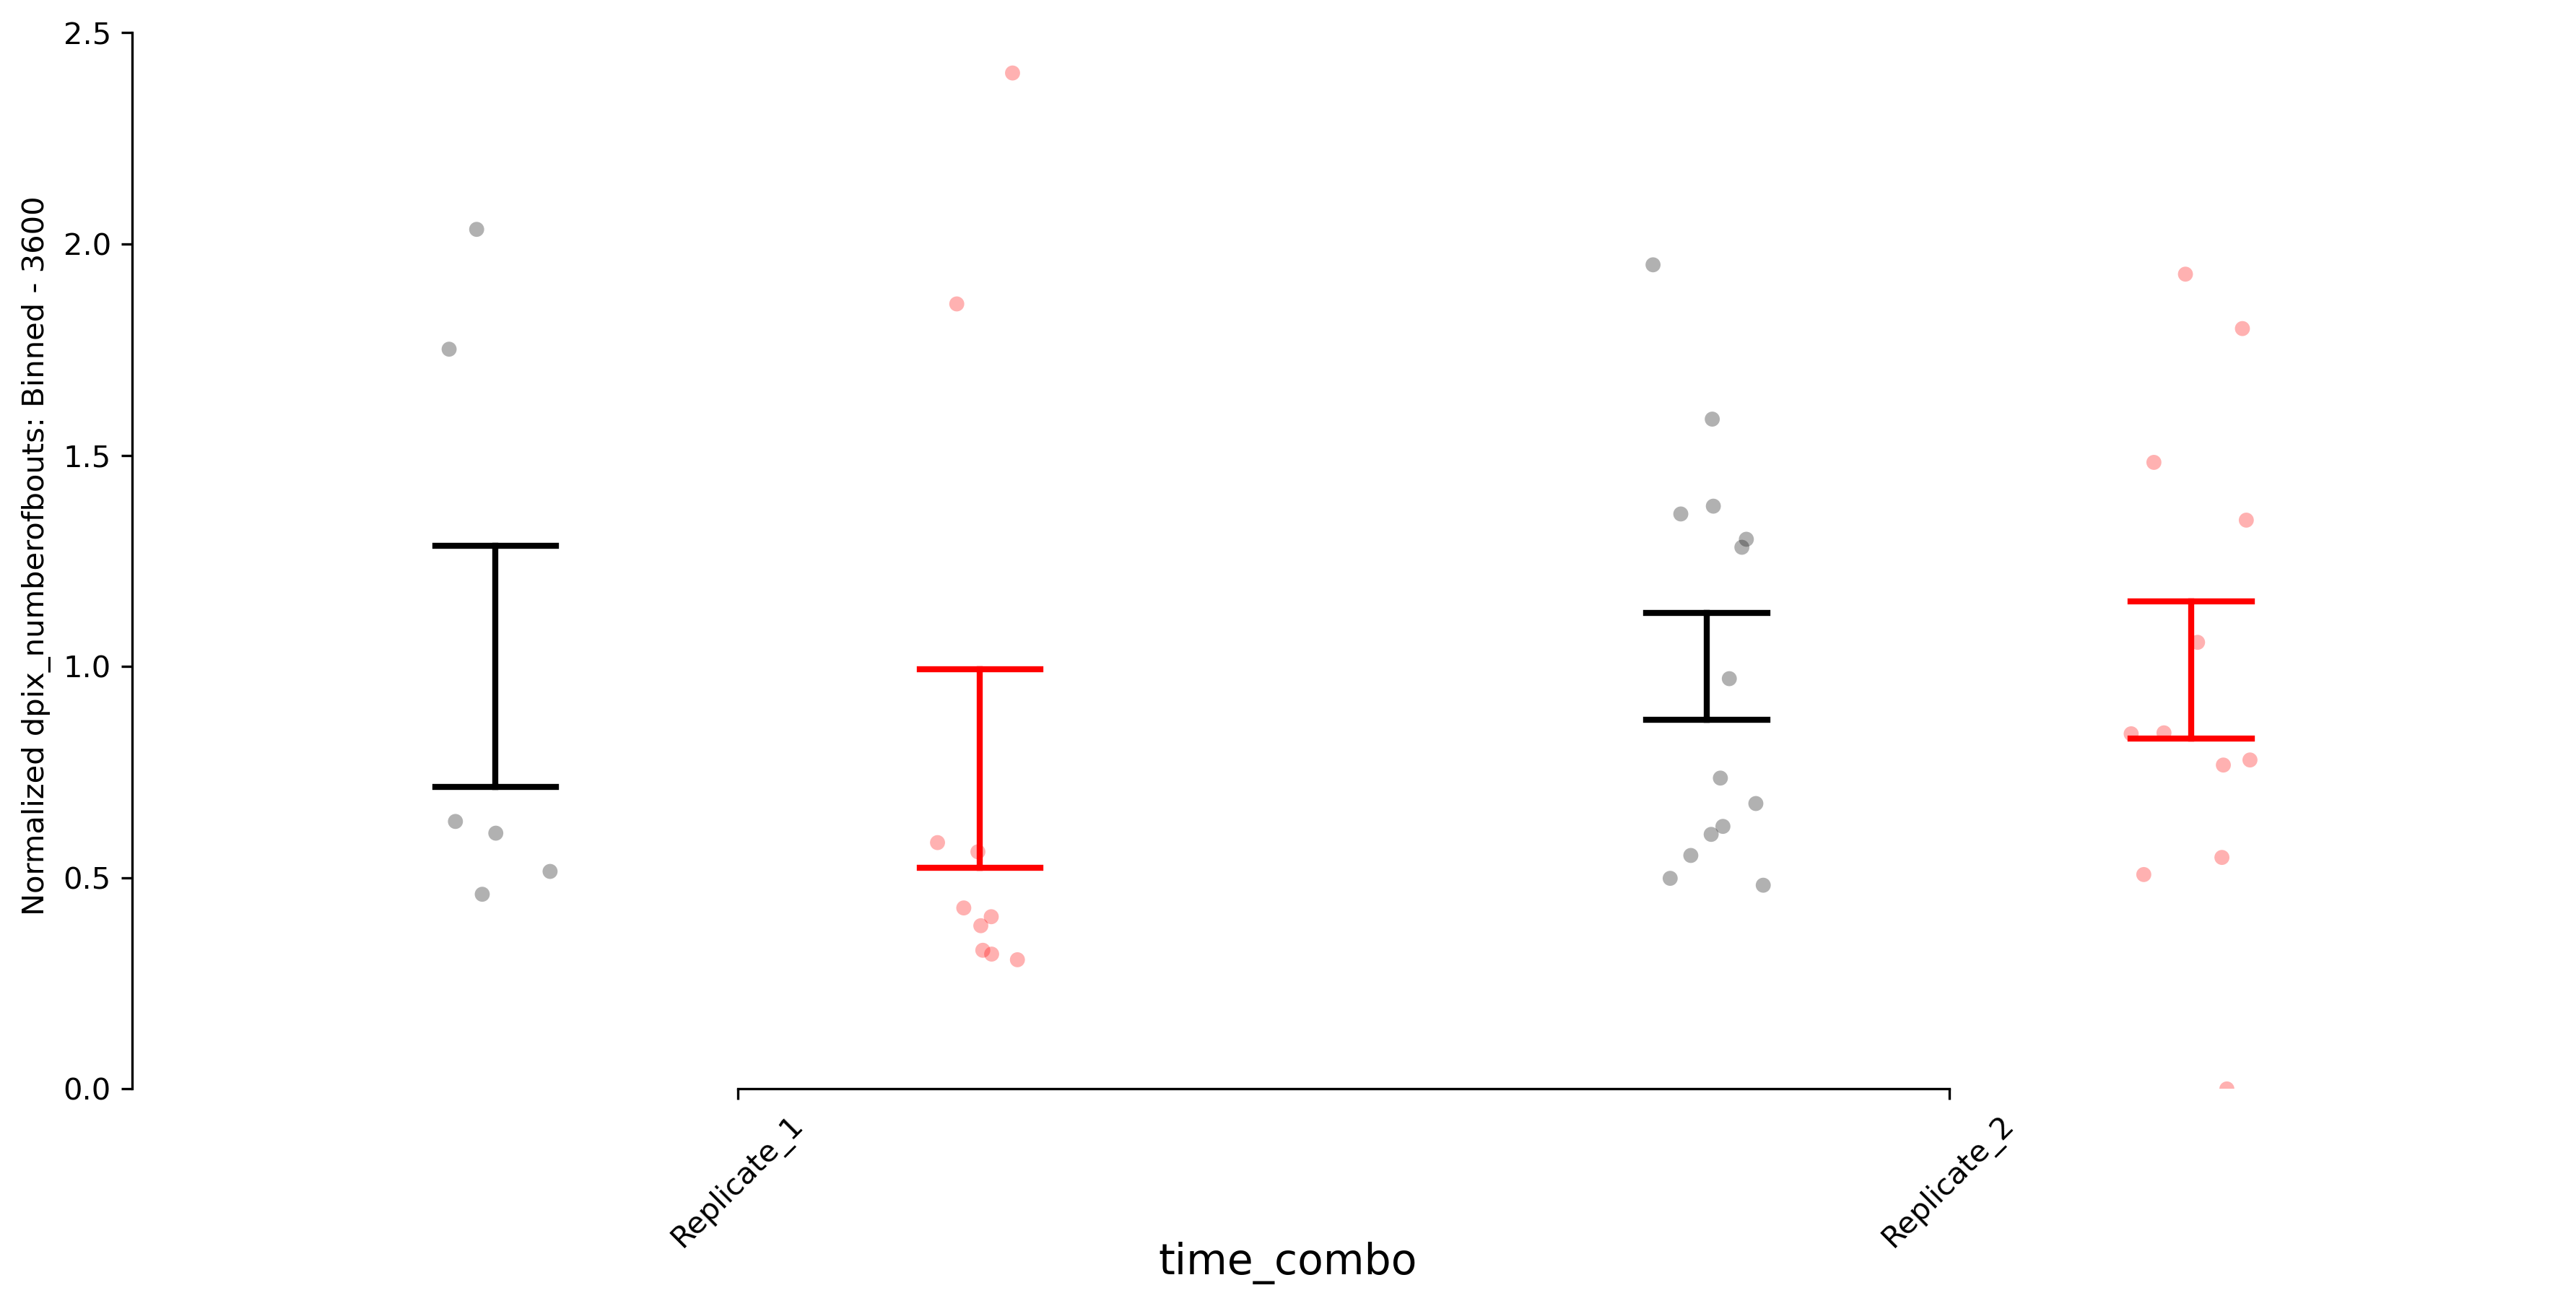 Normalized dpix_numberofbouts: Binned - 3600
2.5
2.0
1.5
1.0
0.5
0.0
Replicate_1
Replicate_2
time_combo